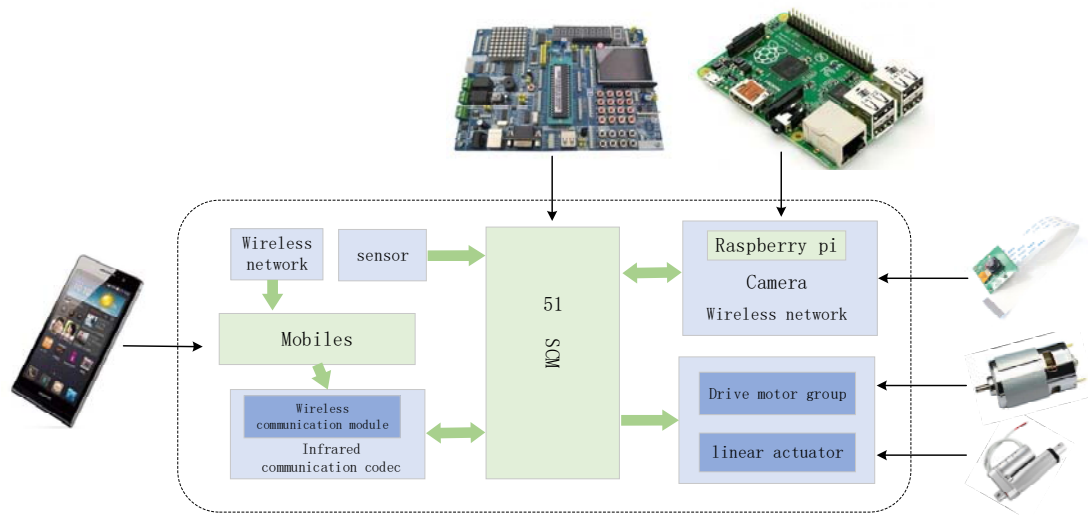 Wireless
network
sensor
Mobiles
Wireless
communication module
Infrared
communication codec
51
SCM
Raspberry pi
Camera
Wireless network
Drive motor group
linear actuator